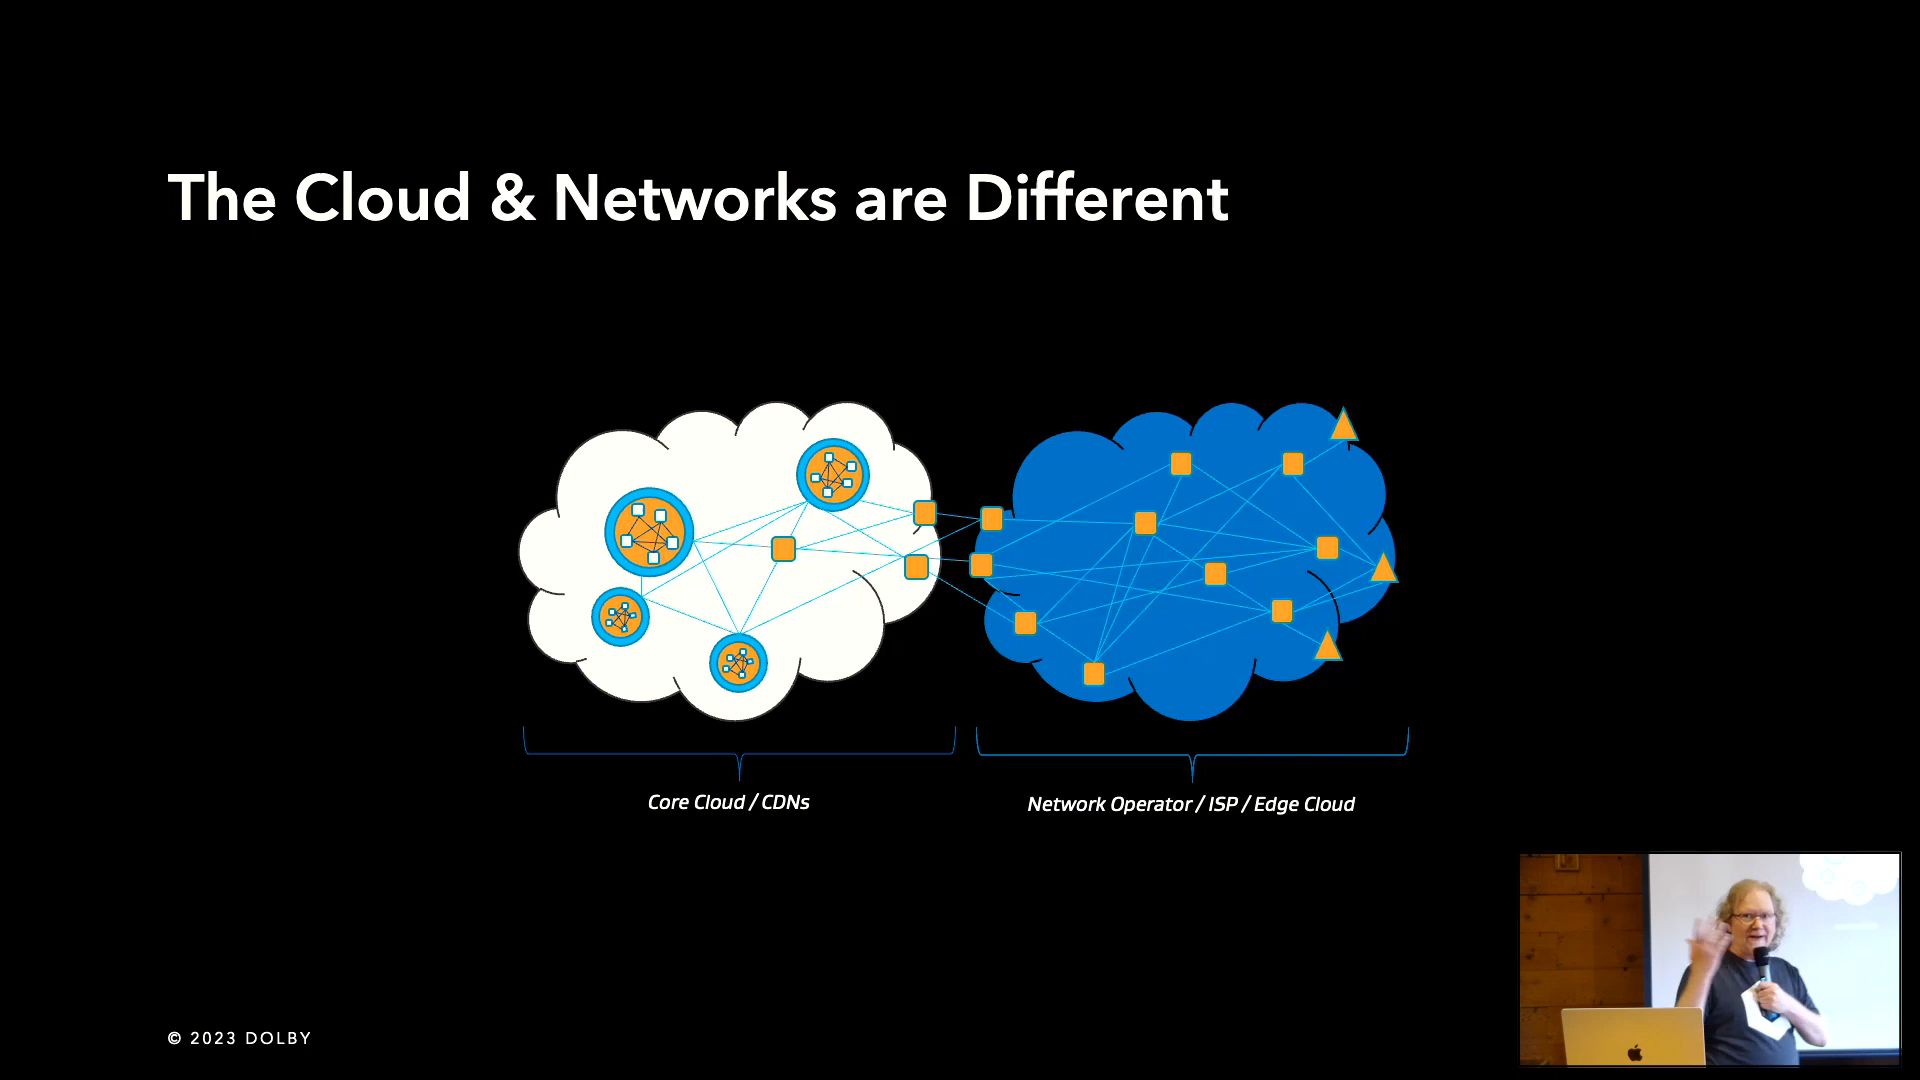 The Cloud & Networks are Different
Core Cloud / CDNs
Network Operator / ISP / Edge Cloud
© 2023 DOLBY